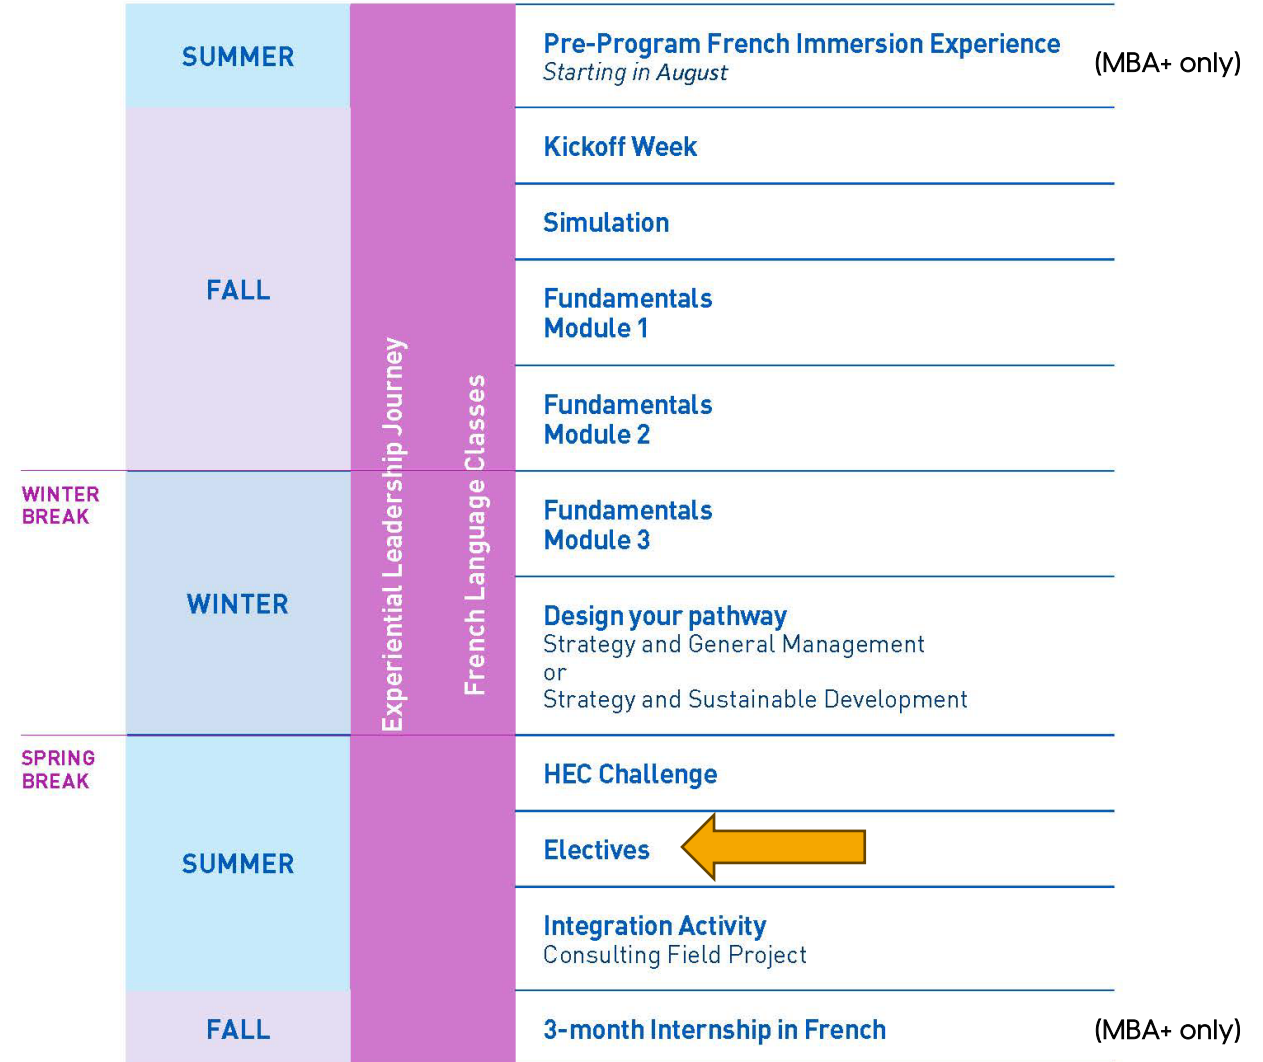 SUMMER
Pre-Program French Immersion Experience
Starting in August
(MBA+ only)
Kickoff Week
Simulation
FALL
Fundamentals
Module 1
Fundamentals
Module 2
Experiential Leadership Journey
French Language Classes
WINTER
BREAK
Fundamentals
Module 3
WINTER
Design your pathway
Strategy and General Management
or
Strategy and Sustainable Development
SPRING
BREAK
HEC Challenge
Electives
SUMMER
Integration Activity
Consulting Field Project
FALL
3-month Internship in French
(MBA+ only)